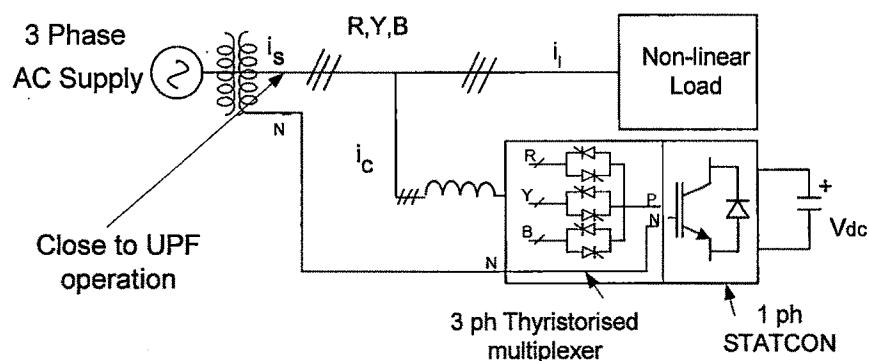 3 Phase
AC Supply
i_s
R,Y,B
i_l
Non-linear
Load
N
i_c
R
Y
B
P
N
N
+
Vdc
Close to UPF
operation
3 ph Thyristorised
multiplexer
1 ph
STATCON